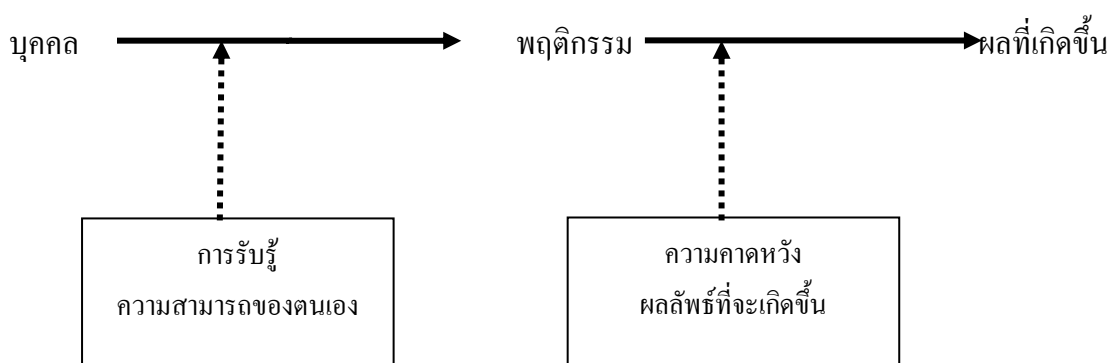 บุคคล พฤติกรรม ผลที่เกิดขึ้น
การรับรู้
ความสามารถของตนเอง
ความคาดหวัง
ผลลัพธ์ที่จะเกิดขึ้น